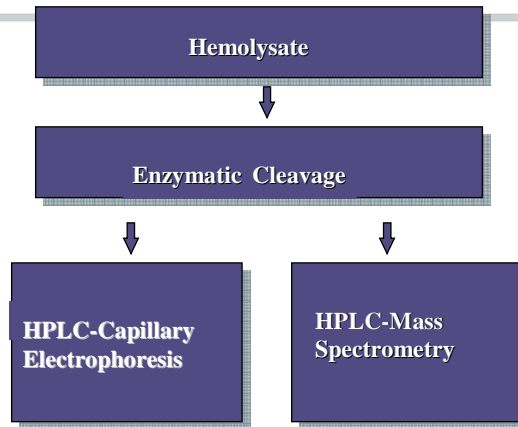 Hemolysate
Enzymatic Cleavage
HPLC-Capillary
Electrophoresis
HPLC-Mass
Spectrometry